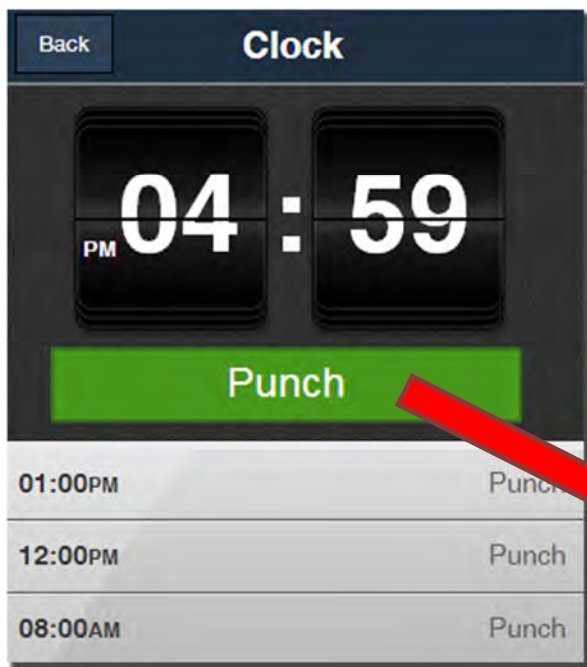 Back Clock
04 : 59
PM
Punch
01:00PM Punch
12:00PM Punch
08:00AM Punch